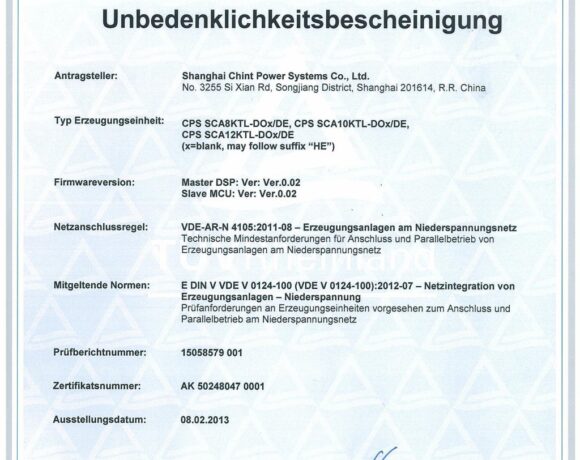 Unbedenklichkeitsbescheinigung
Antragsteller: Shanghai Chint Power Systems Co., Ltd.
No. 3255 Si Xian Rd, Songjiang District, Shanghai 201614, R.R. China
Typ Erzeugungseinheit: CPS SCA8KTL-DOx/DE, CPS SCA10KTL-DOx/DE,
CPS SCA12KTL-DOx/DE
(x=blank, may follow suffix “HE”)
Firmwareversion: Master DSP: Ver: Ver.0.02
Slave MCU: Ver: Ver.0.02
Netzanschlussregel: VDE-AR-N 4105:2011-08 – Erzeugungsanlagen am Niederspannungsnetz
Technische Mindestanforderungen für Anschluss und Parallelbetrieb von
Erzeugungsanlagen am Niederspannungsnetz
Mitgeltende Normen: E DIN V VDE V 0124-100 (VDE V 0124-100):2012-07 – Netzintegration von
Erzeugungsanlagen – Niederspannung
Prüfanforderungen an Erzeugungseinheiten vorgesehen zum Anschluss und
Parallelbetrieb am Niederspannungsnetz
Prüfberichtnummer: 15058579 001
Zertifikatsnummer: AK 50248047 0001
Ausstellungsdatum: 08.02.2013